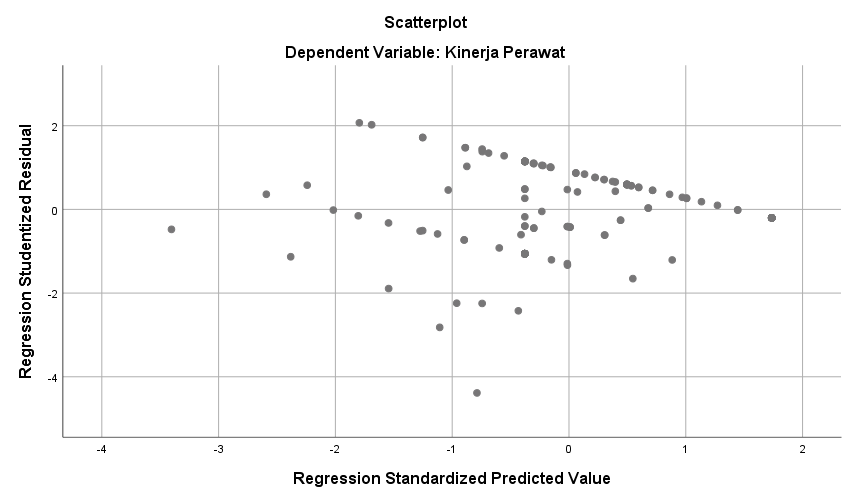 Scatterplot
Dependent Variable: Kinerja Perawat
Regression Studentized Residual
2
0
-2
-4
-4
-3
-2
-1
0
1
2
Regression Standardized Predicted Value